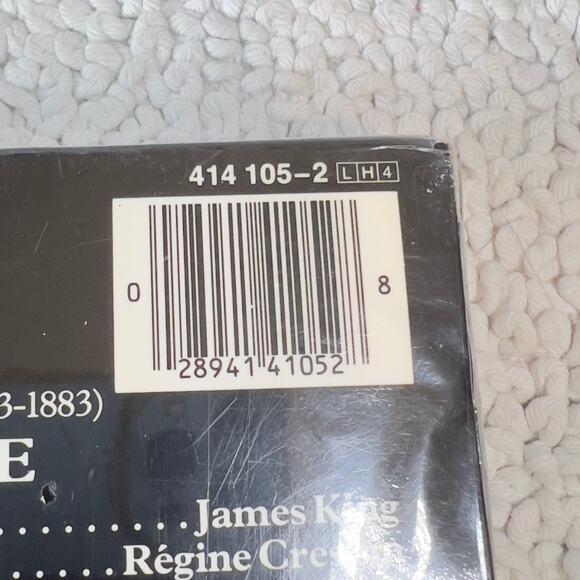 414 105-2 LH4
0 28941 41052 8
3-1883)
E
.........James King
......Régine